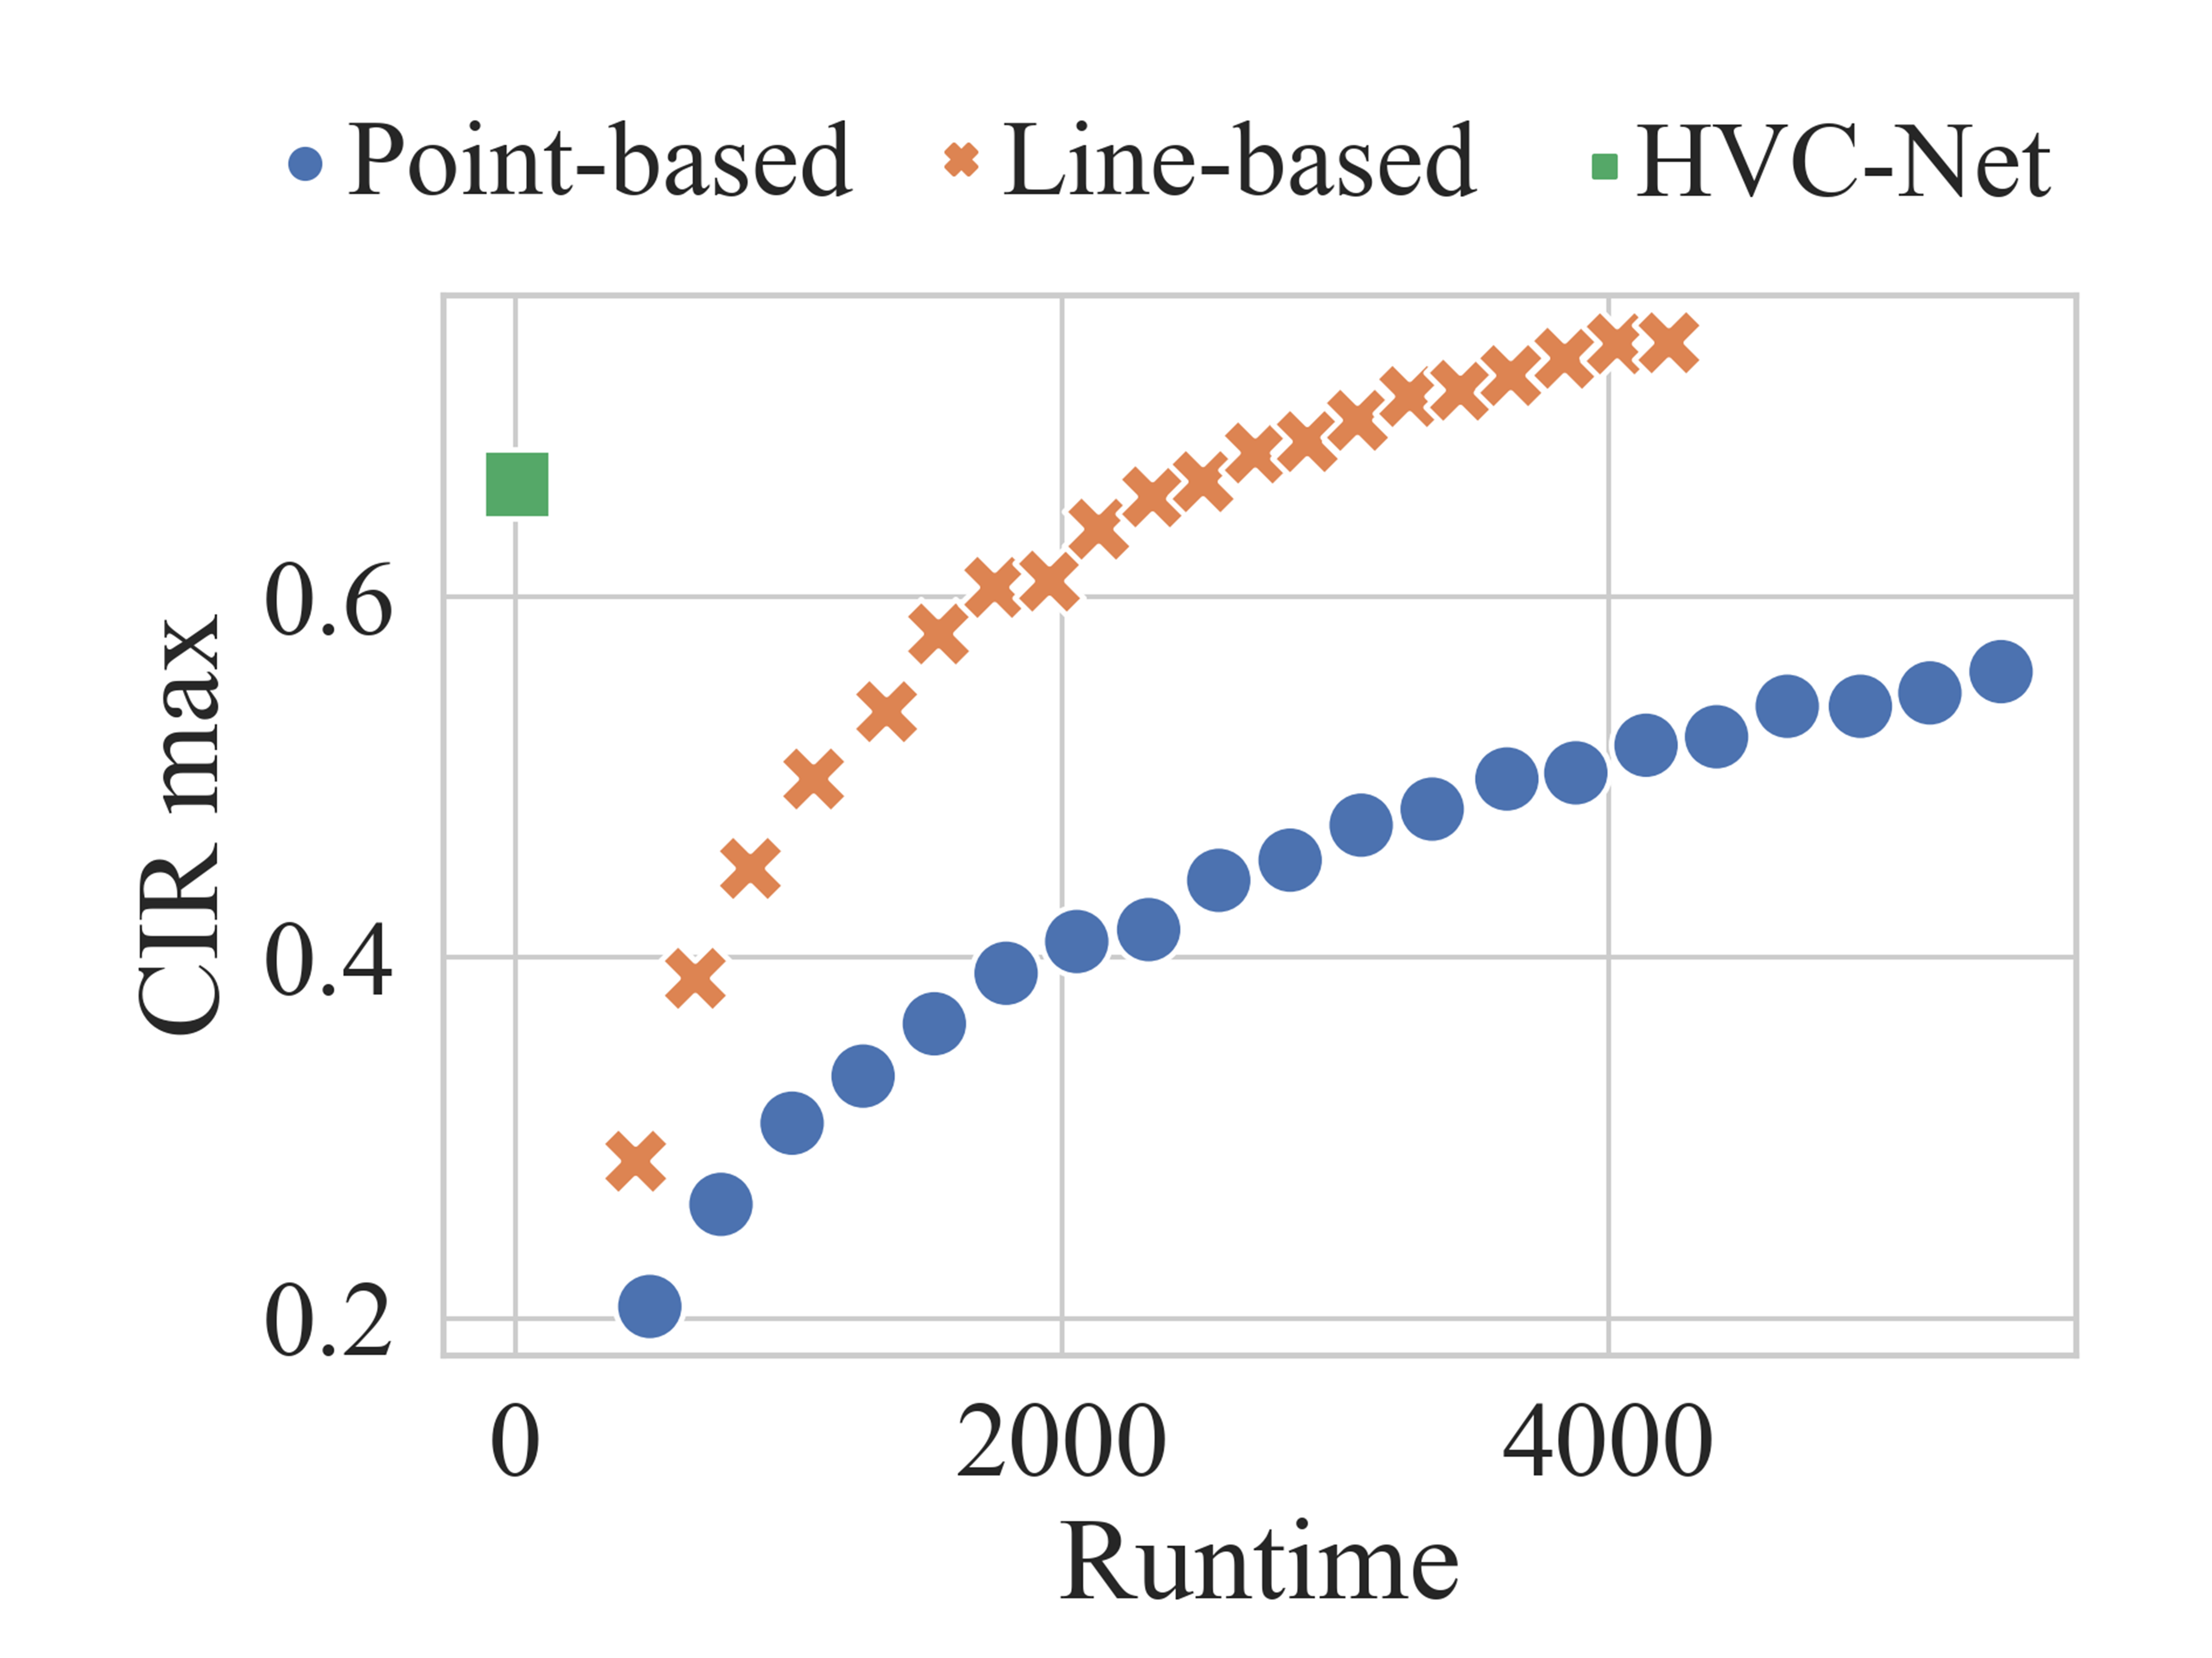 Point-based Line-based HVC-Net
CIR max
0.6
0.4
0.2
0 2000 4000
Runtime